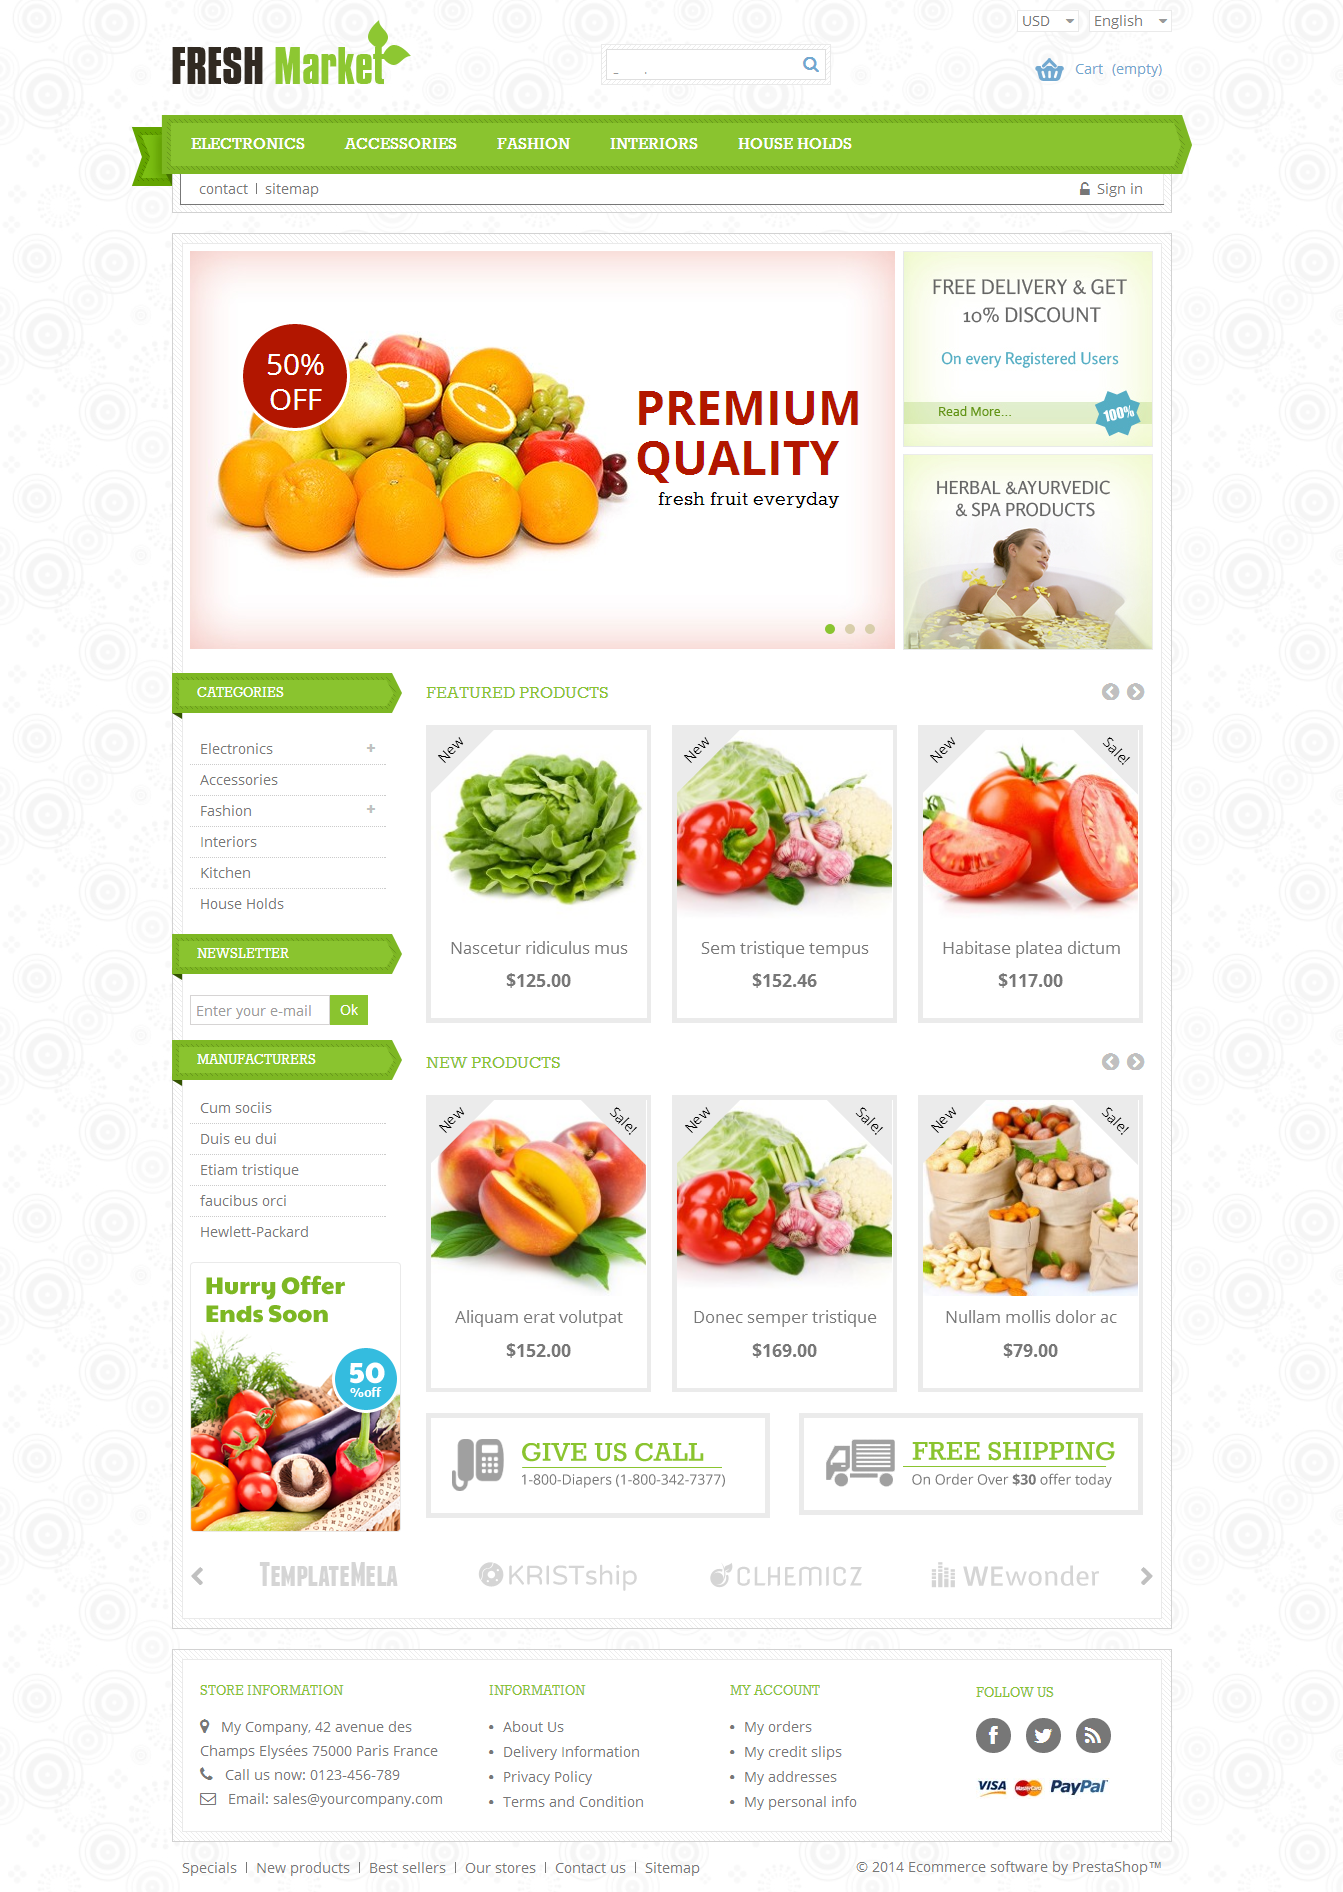 USD English
FRESH Market
Cart (empty)
ELECTRONICS ACCESSORIES FASHION INTERIORS HOUSE HOLDS
contact | sitemap
Sign in
50%
OFF
PREMIUM
QUALITY
fresh fruit everyday
FREE DELIVERY & GET
10% DISCOUNT
On every Registered Users
Read More...
100%
HERBAL &AYURVEDIC
& SPA PRODUCTS
CATEGORIES
Electronics
Accessories
Fashion
Interiors
Kitchen
House Holds
NEWSLETTER
Enter your e-mail Ok
MANUFACTURERS
Cum sociis
Duis eu dui
Etiam tristique
faucibus orci
Hewlett-Packard
Hurry Offer
Ends Soon
50
%off
FEATURED PRODUCTS
New New New Sale!
Nascetur ridiculus mus Sem tristique tempus Habitase platea dictum
$125.00 $152.46 $117.00
NEW PRODUCTS
New Sale! New Sale! New Sale!
Aliquam erat volutpat Donec semper tristique Nullam mollis dolor ac
$152.00 $169.00 $79.00
GIVE US CALL
1-800-Diapers (1-800-342-7377)
FREE SHIPPING
On Order Over $30 offer today
TEMPLATEMELA KRISTship CLHEMICZ WEwonder
STORE INFORMATION
My Company, 42 avenue des
Champs Elysées 75000 Paris France
Call us now: 0123-456-789
Email: sales@yourcompany.com
INFORMATION
About Us
Delivery Information
Privacy Policy
Terms and Condition
MY ACCOUNT
My orders
My credit slips
My addresses
My personal info
FOLLOW US
VISA MasterCard PayPal
Specials | New products | Best sellers | Our stores | Contact us | Sitemap
© 2014 Ecommerce software by PrestaShop™